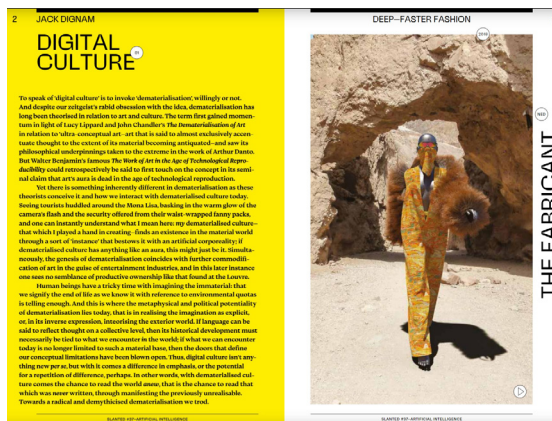 2 JACK DIGNAM
DIGITAL
CULTURE
01
To speak of 'digital culture' is to invoke 'dematerialisation', willingly or not.
And despite our zeitgeist's rabid obsession with the idea, dematerialisation has
long been theorised in relation to art and culture. The term first gained momen-
tum in light of Lucy Lippard and John Chandler's The Dematerialisation of Art
in relation to 'ultra-conceptual art- art that is said to almost exclusively accen-
tuate thought to the extent of its material becoming antiquated-and saw its
philosophical underpinnings taken to the extreme in the work of Arthur Danto.
But Walter Benjamin's famous The Work of Art in the Age of Technological Repro-
ducibility could retrospectively be said to first touch on the concept in its semi-
nal claim that art's aura is dead in the age of technological reproduction.
Yet there is something inherently different in dematerialisation as these
theorists conceive it and how we interact with dematerialised culture today.
Seeing tourists huddled around the Mona Lisa, basking in the warm glow of the
camera's flash and the security offered from their waist-wrapped fanny packs,
and one can instantly understand what I mean here: my dematerialised culture-
that which I played a hand in creating-finds an existence in the material world
through a sort of 'instance' that bestows it with an artificial corporeality; if
dematerialised culture has anything like an aura, this might just be it. Simulta-
neously, the genesis of dematerialisation coincides with further commodifi-
cation of art in the guise of entertainment industries, and in this later instance
one sees no semblance of productive ownership like that found at the Louvre.
Human beings have a tricky time with imagining the immaterial: that
we signify the end of life as we know it with reference to environmental quotas
is telling enough. And this is where the metaphysical and political potentiality
of dematerialisation lies today, that is in realising the imagination as explicit,
or, in its inverse expression, interiorising the exterior world. If language can be
said to reflect thought on a collective level, then its historical development must
necessarily be tied to what we encounter in the world; if what we can encounter
today is no longer limited to such a material base, then the doors that define
our conceptual limitations have been blown open. Thus, digital culture isn't any-
thing new per se, but with it comes a difference in emphasis, or the potential
for a repetition of difference, perhaps. In other words, with dematerialised cul-
ture comes the chance to read the world anew, that is the chance to read that
which was never written, through manifesting the previously unrealisable.
Towards a radical and demythicised dematerialisation we trod.
SLANTED #37-ARTIFICIAL INTELLIGENCE
DEEP-FASTER FASHION
2019
NED
THE FABRICANT
SLANTED #37-ARTIFICIAL INTELLIGENCE